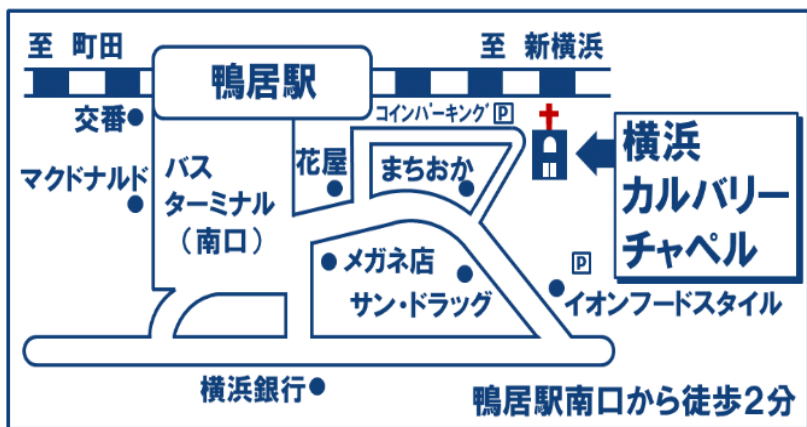 至 町田
至 新横浜
鴨居駅
交番
コインパーキング P
マクドナルド
バス
ターミナル
(南口)
花屋
まちおか
横浜
カルバリー
チャペル
メガネ店
サン・ドラッグ
P
イオンフードスタイル
横浜銀行
鴨居駅南口から徒歩2分